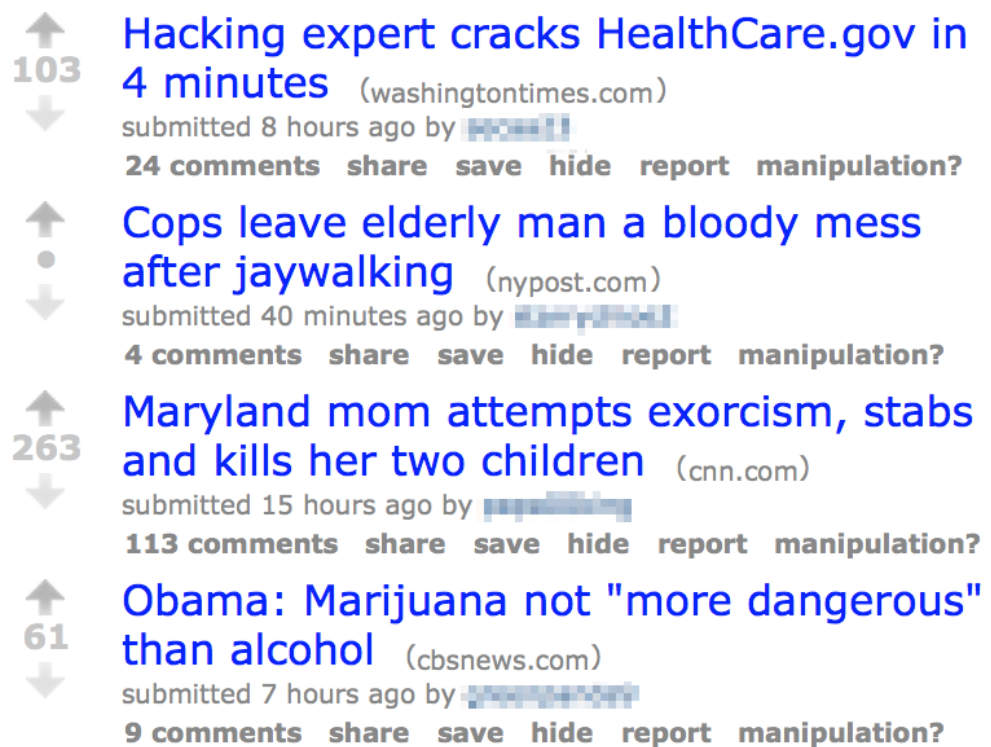 Hacking expert cracks HealthCare.gov in
103
4 minutes (washingtontimes.com)
submitted 8 hours ago by
24 comments share save hide report manipulation?
Cops leave elderly man a bloody mess
after jaywalking (nypost.com)
submitted 40 minutes ago by
4 comments share save hide report manipulation?
Maryland mom attempts exorcism, stabs
263
and kills her two children (cnn.com)
submitted 15 hours ago by
113 comments share save hide report manipulation?
Obama: Marijuana not "more dangerous"
61
than alcohol (cbsnews.com)
submitted 7 hours ago by
9 comments share save hide report manipulation?